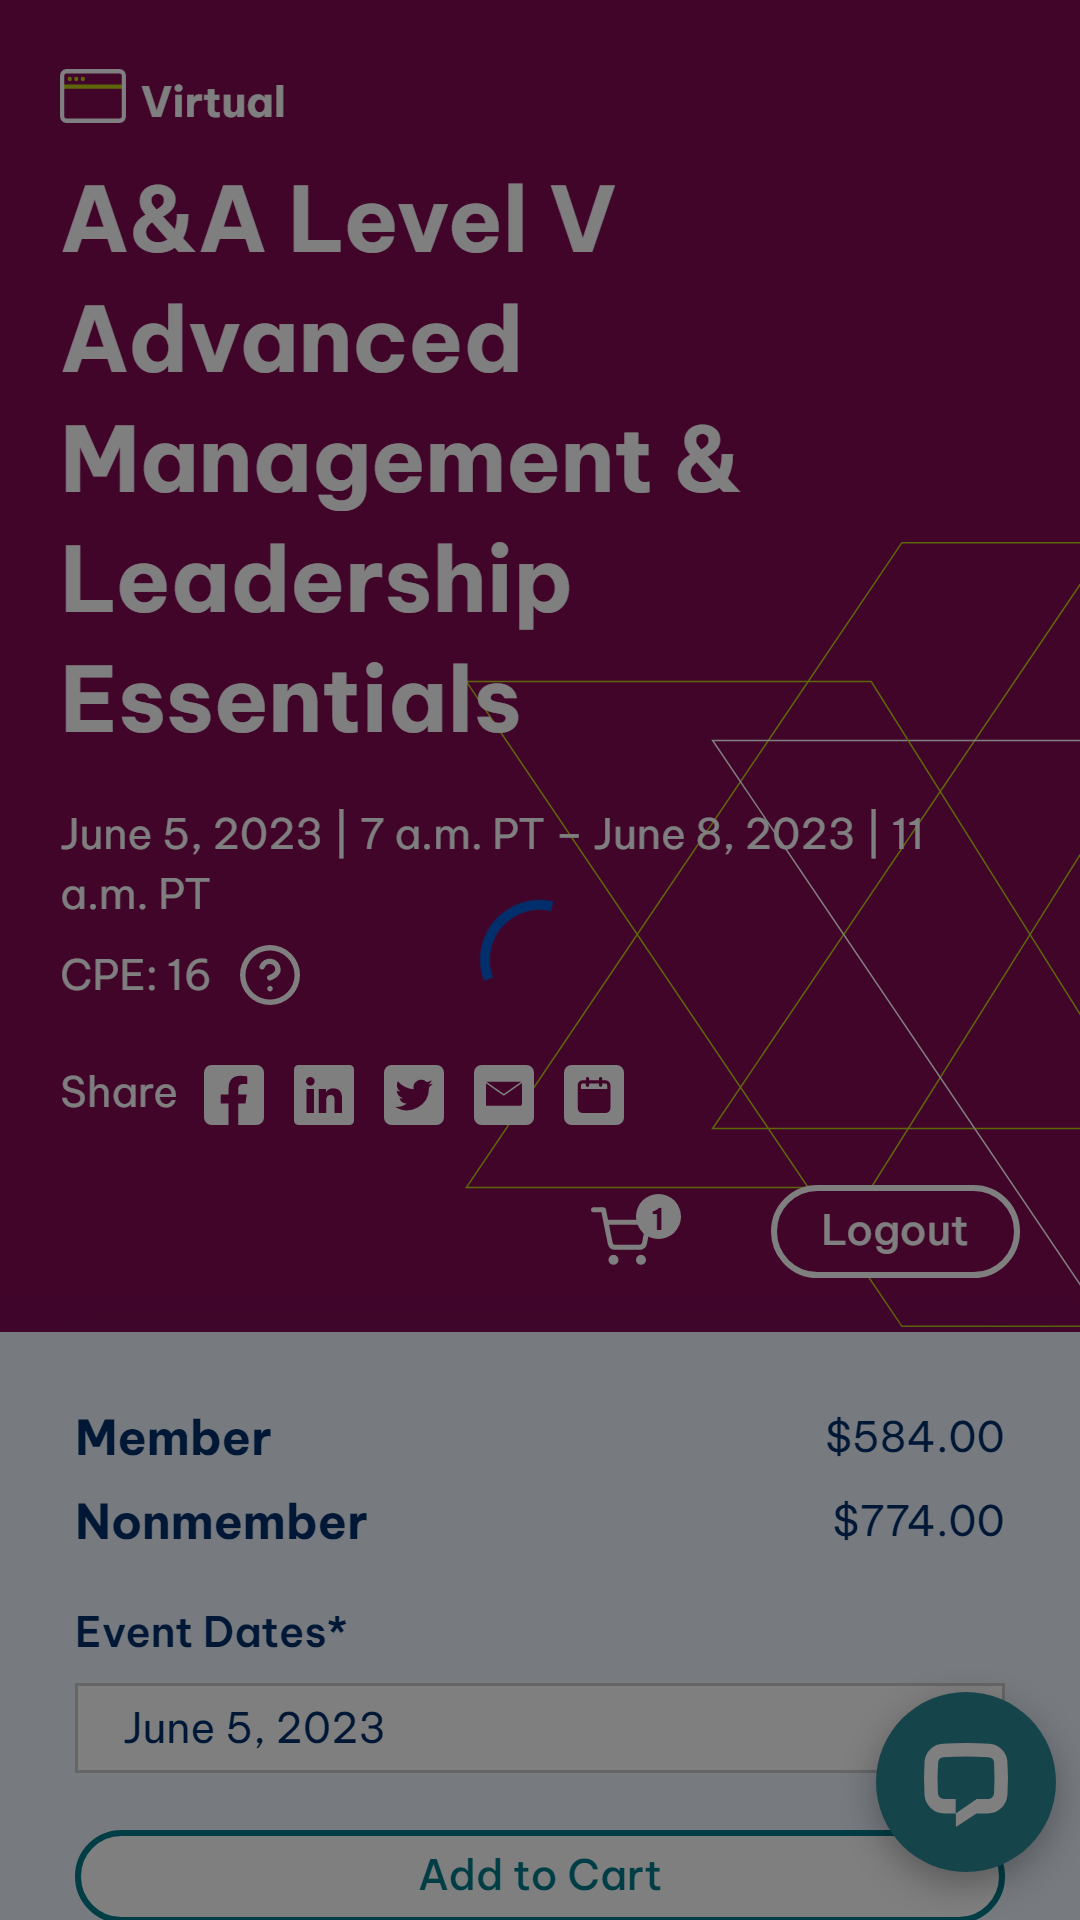 Virtual
A&A Level V
Advanced
Management &
Leadership
Essentials
June 5, 2023 | 7 a.m. PT – June 8, 2023 | 11
a.m. PT
CPE: 16 ?
Share
1
Logout
Member $584.00
Nonmember $774.00
Event Dates*
June 5, 2023
Add to Cart